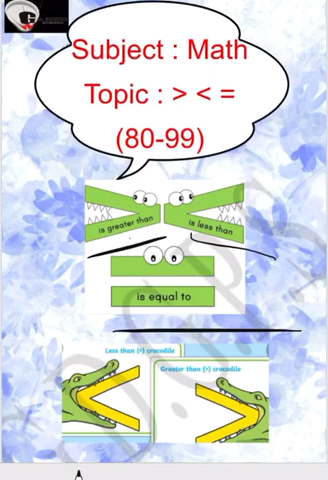 Subject : Math
Topic : > < =
(80-99)
is greater than
is less than
is equal to
Less than (<) crocodile
Greater than (>) crocodile